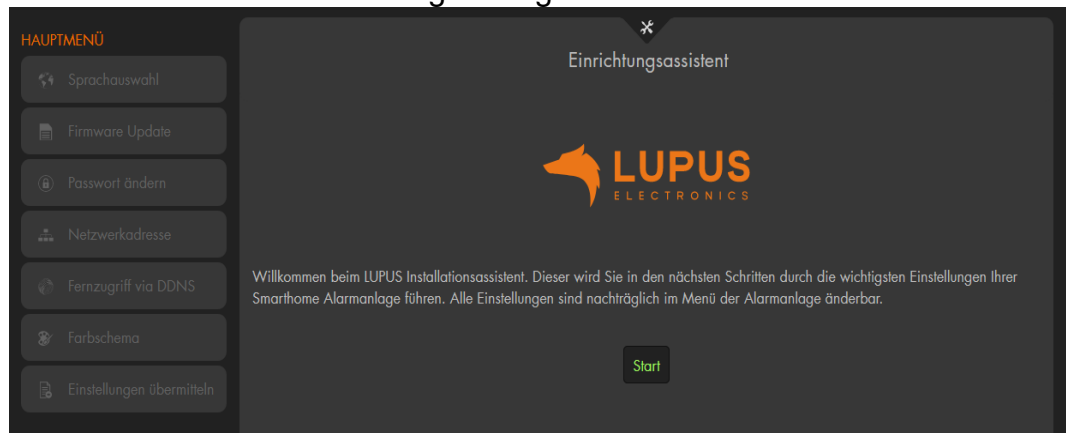 HAUPTMENÜ
Sprachauswahl
Firmware Update
Passwort ändern
Netzwerkadresse
Fernzugriff via DDNS
Farbschema
Einstellungen übermitteln
Einrichtungsassistent
LUPUS
ELECTRONICS
Willkommen beim LUPUS Installationsassistent. Dieser wird Sie in den nächsten Schritten durch die wichtigsten Einstellungen Ihrer
Smarthome Alarmanlage führen. Alle Einstellungen sind nachträglich im Menü der Alarmanlage änderbar.
Start